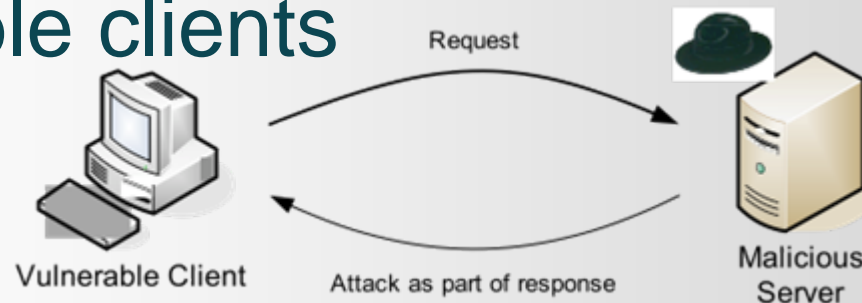 ble clients
Request
Vulnerable Client
Attack as part of response
Malicious
Server